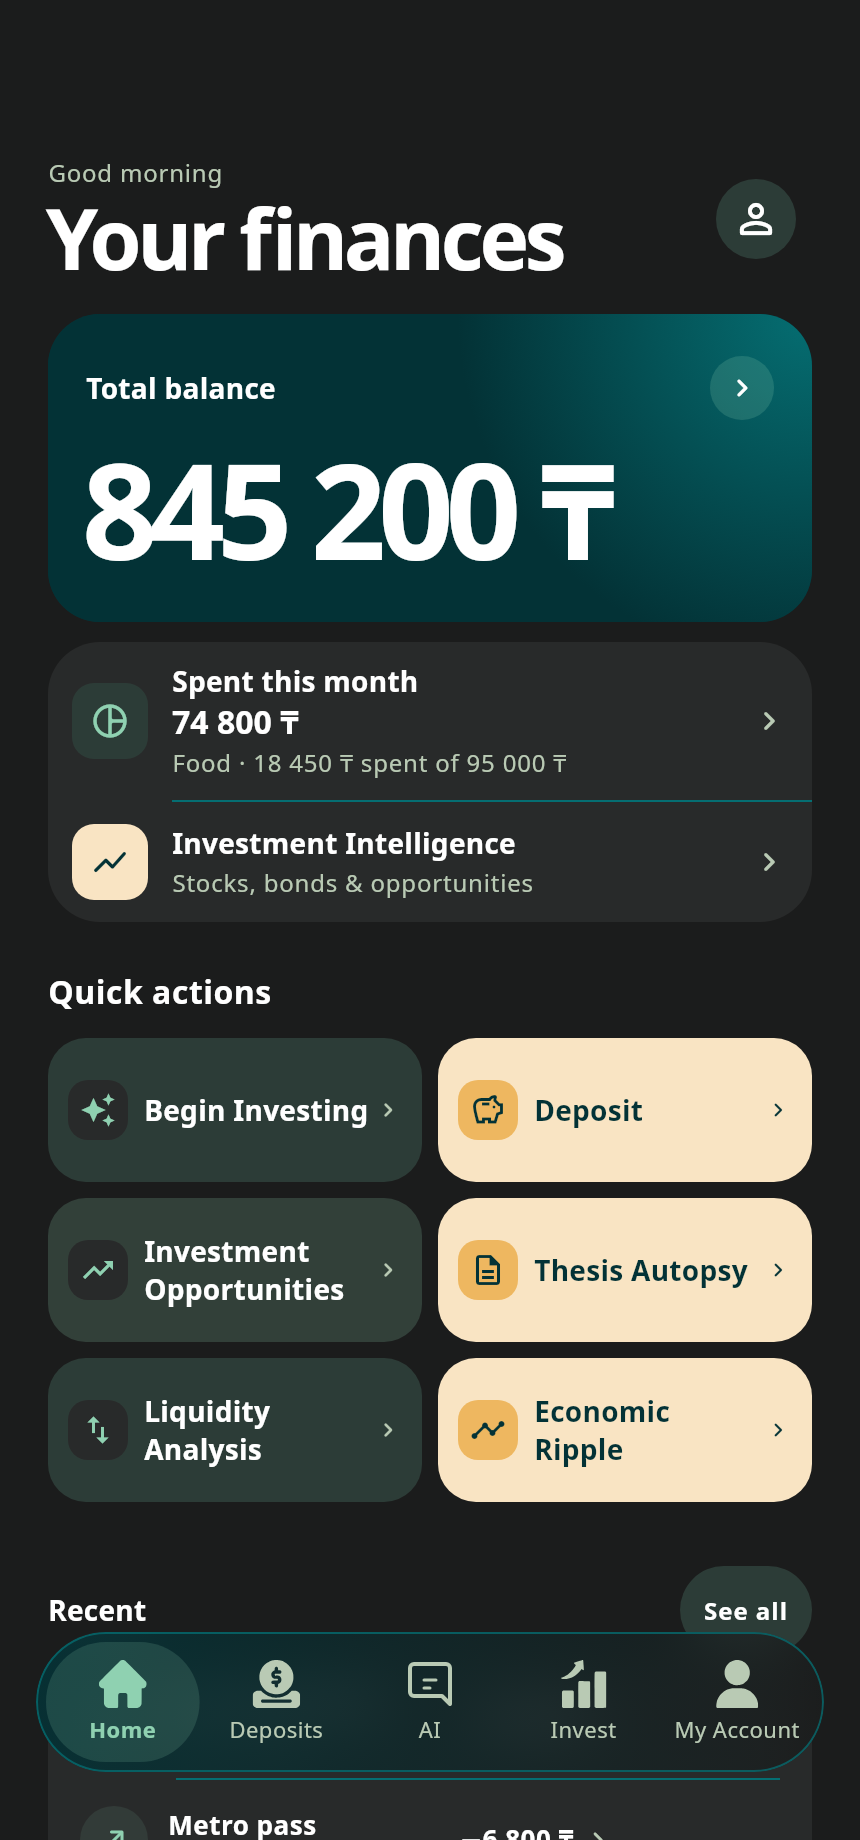 Good morning
Your finances
Total balance
845 200 ₸
Spent this month
74 800 ₸
Food · 18 450 ₸ spent of 95 000 ₸
Investment Intelligence
Stocks, bonds & opportunities
Quick actions
Begin Investing
Deposit
Investment
Opportunities
Thesis Autopsy
Liquidity
Analysis
Economic
Ripple
Recent
See all
Home
Deposits
AI
Invest
My Account
Metro pass
−6 800 ₸